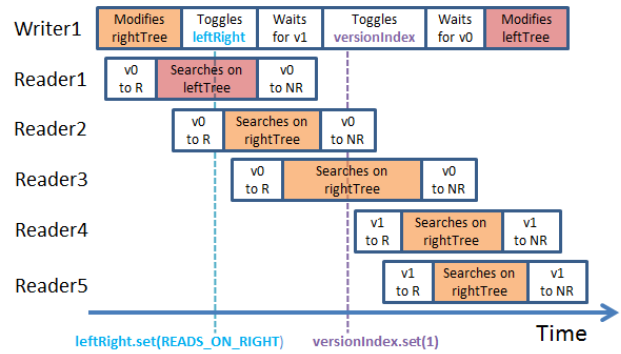 Writer1
Modifies
rightTree
Toggles
leftRight
Waits
for v1
Toggles
versionIndex
Waits
for v0
Modifies
leftTree
Reader1
v0
to R
Searches on
leftTree
v0
to NR
Reader2
v0
to R
Searches on
rightTree
v0
to NR
Reader3
v0
to R
Searches on
rightTree
v0
to NR
Reader4
v1
to R
Searches on
rightTree
v1
to NR
Reader5
v1
to R
Searches on
rightTree
v1
to NR
Time
leftRight.set(READS_ON_RIGHT)
versionIndex.set(1)